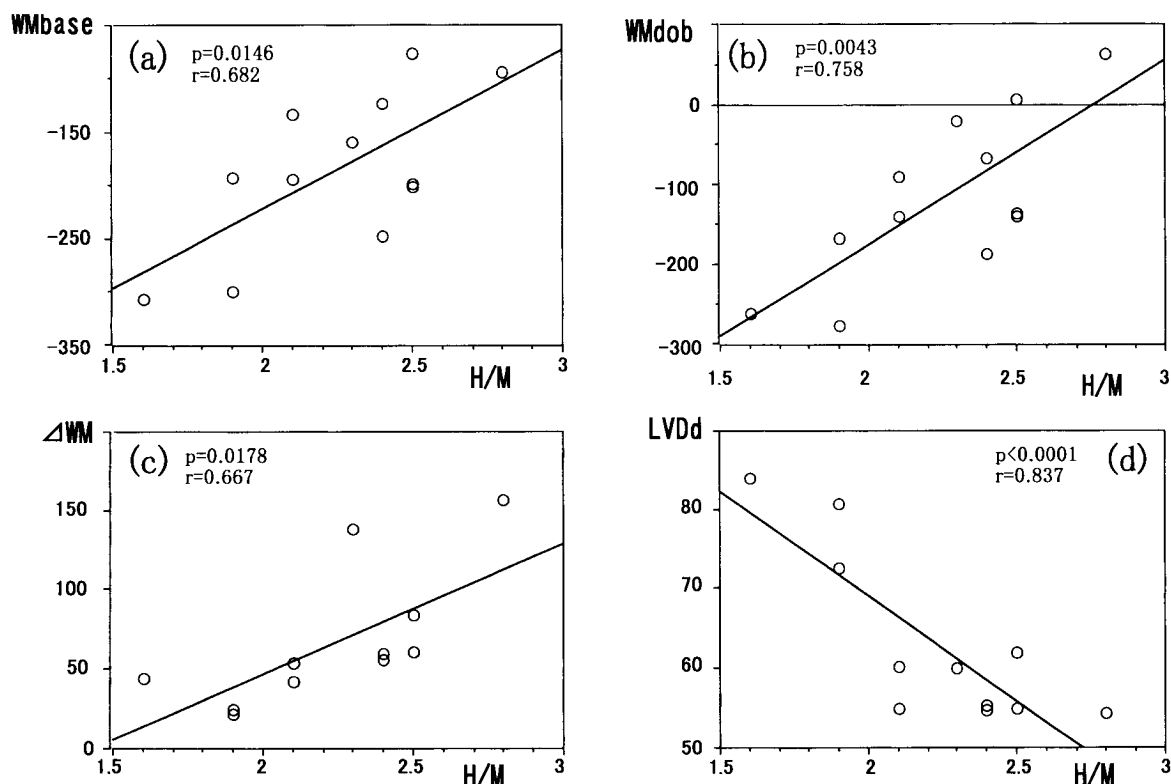 WMbase
(a)
p=0.0146
r=0.682
-150
-250
-350
1.5
2
2.5
3
H/M
WMdob
(b)
p=0.0043
r=0.758
0
-100
-200
-300
1.5
2
2.5
3
H/M
⊿WM
(c)
p=0.0178
r=0.667
150
100
50
0
1.5
2
2.5
3
H/M
LVDd
p<0.0001
r=0.837
(d)
80
70
60
50
1.5
2
2.5
3
H/M